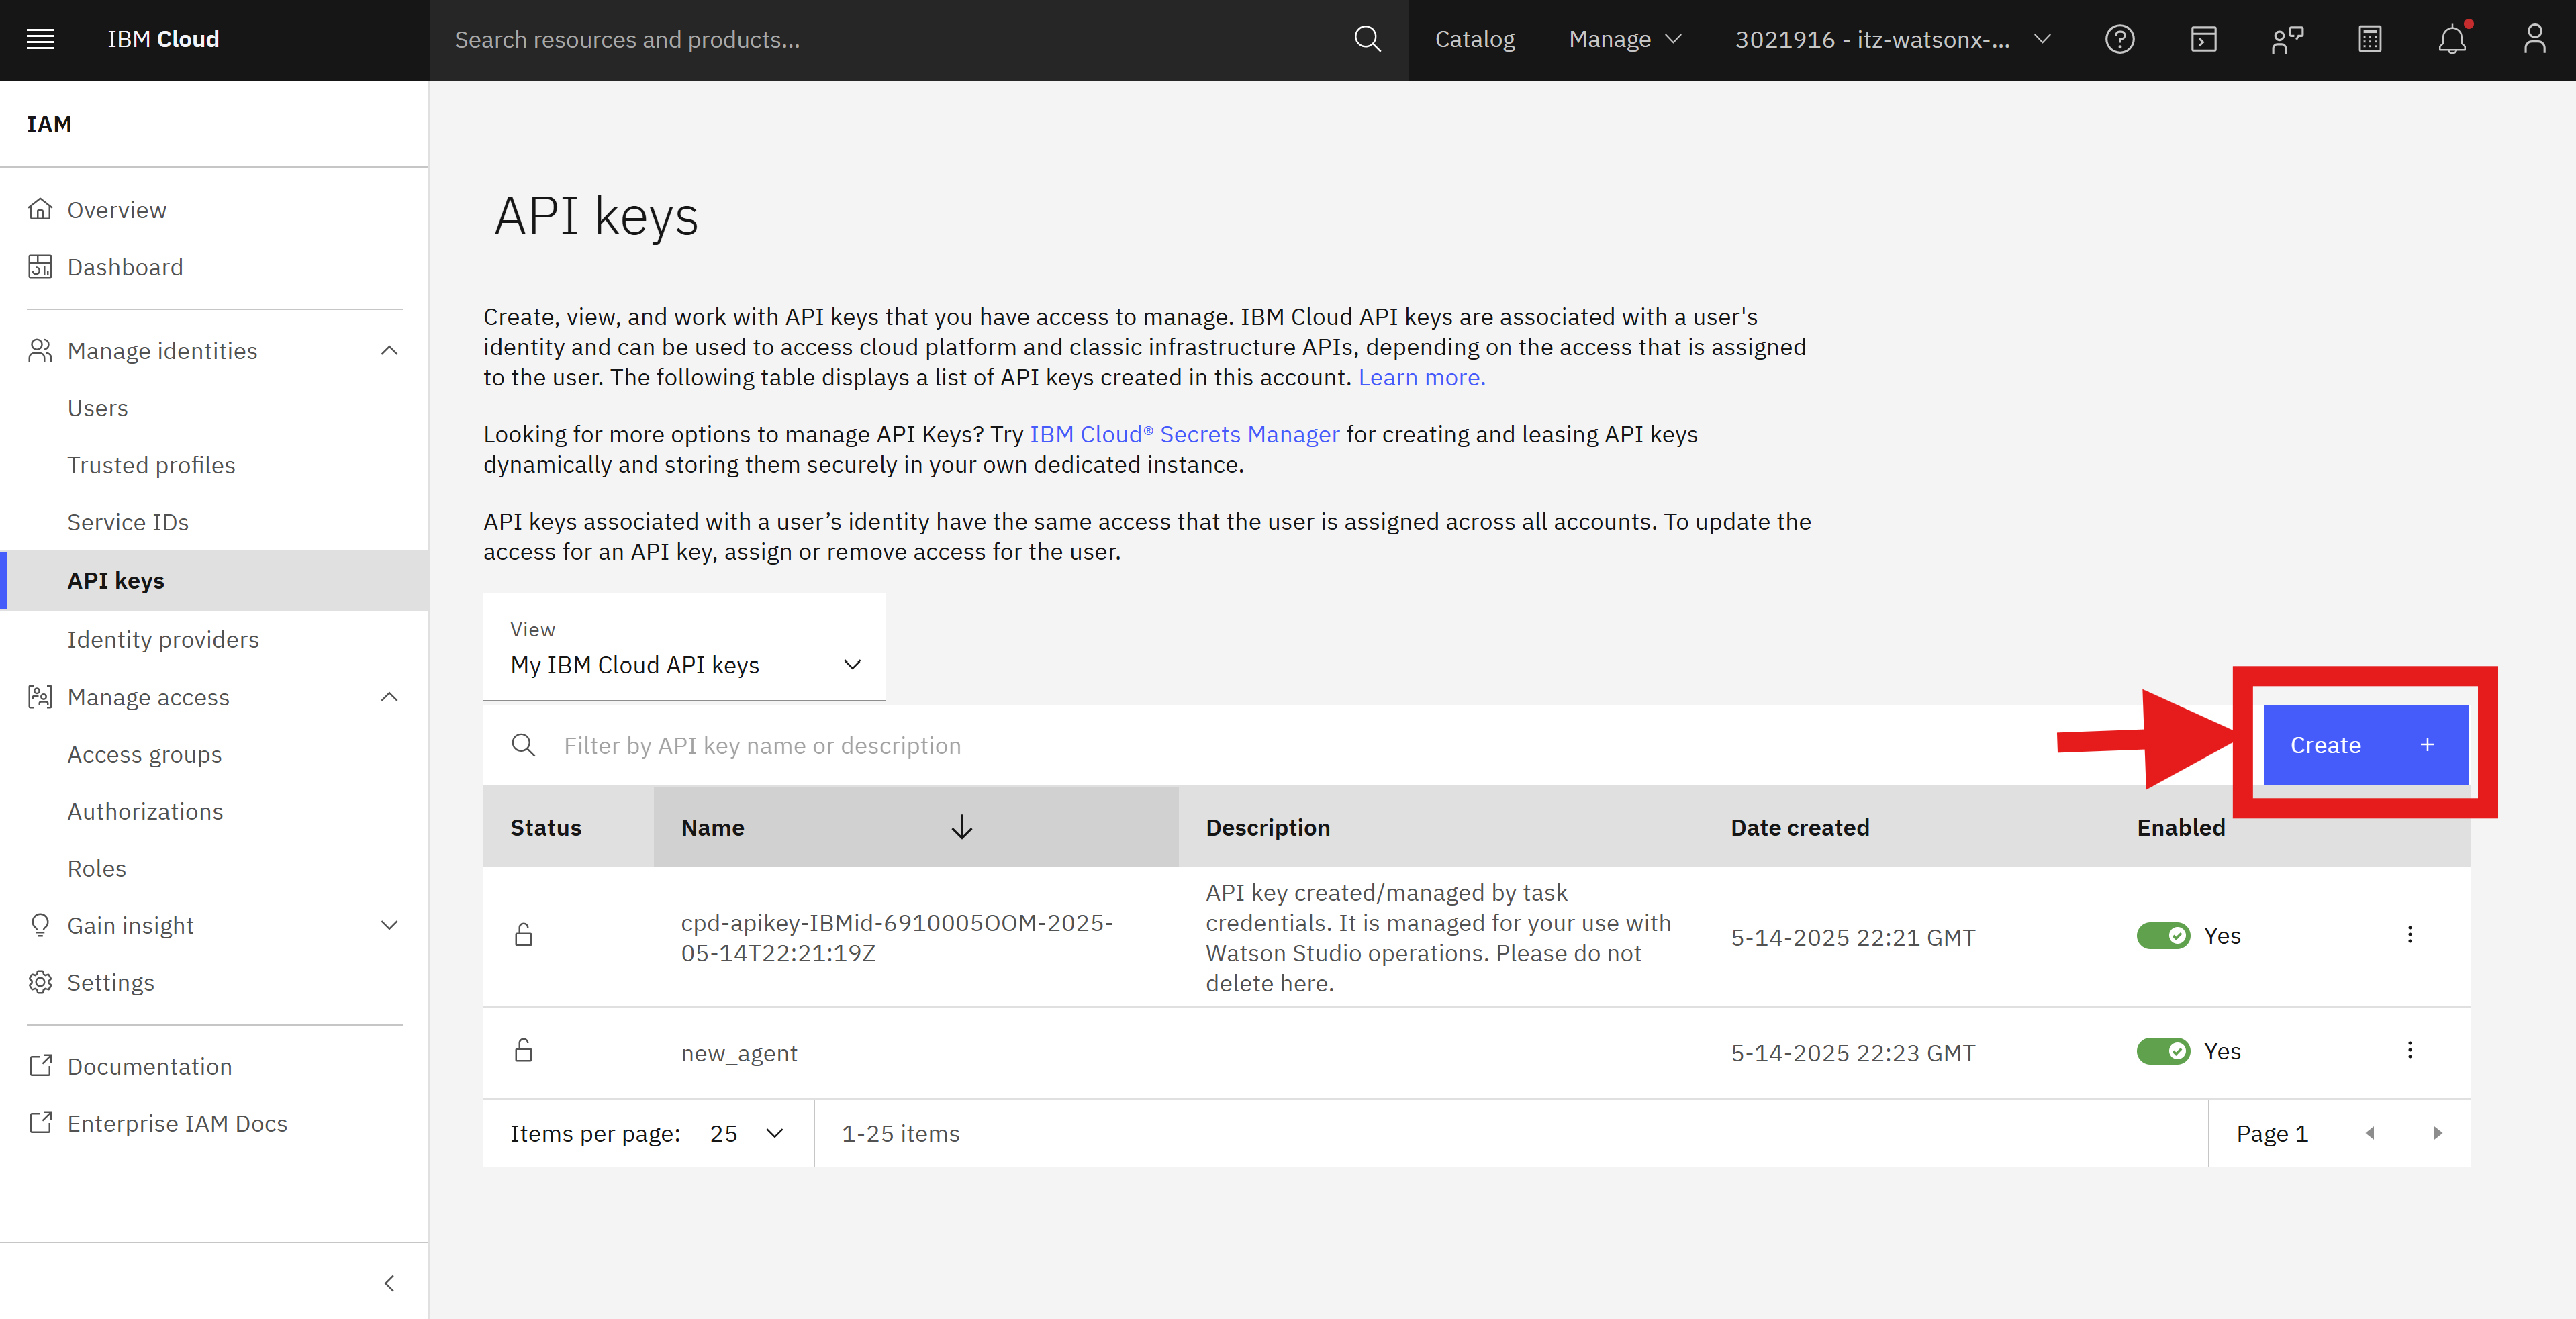 IBM Cloud
Search resources and products...
Catalog
Manage
3021916 - itz-watsonx-...
IAM
Overview
Dashboard
Manage identities
Users
Trusted profiles
Service IDs
API keys
Identity providers
Manage access
Access groups
Authorizations
Roles
Gain insight
Settings
Documentation
Enterprise IAM Docs
API keys
Create, view, and work with API keys that you have access to manage. IBM Cloud API keys are associated with a user's
identity and can be used to access cloud platform and classic infrastructure APIs, depending on the access that is assigned
to the user. The following table displays a list of API keys created in this account. Learn more.
Looking for more options to manage API Keys? Try IBM Cloud® Secrets Manager for creating and leasing API keys
dynamically and storing them securely in your own dedicated instance.
API keys associated with a user’s identity have the same access that the user is assigned across all accounts. To update the
access for an API key, assign or remove access for the user.
View
My IBM Cloud API keys
Filter by API key name or description
Create +
Status Name Description Date created Enabled
cpd-apikey-IBMid-6910005OOM-2025-
05-14T22:21:19Z
API key created/managed by task
credentials. It is managed for your use with
Watson Studio operations. Please do not
delete here.
5-14-2025 22:21 GMT
Yes
new_agent
5-14-2025 22:23 GMT
Yes
Items per page: 25
1-25 items
Page 1